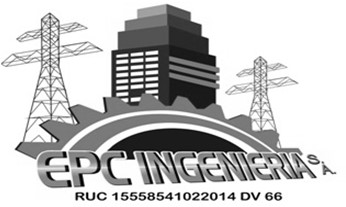 EPC INGENIERIA S.A.
RUC 15558541022014 DV 66